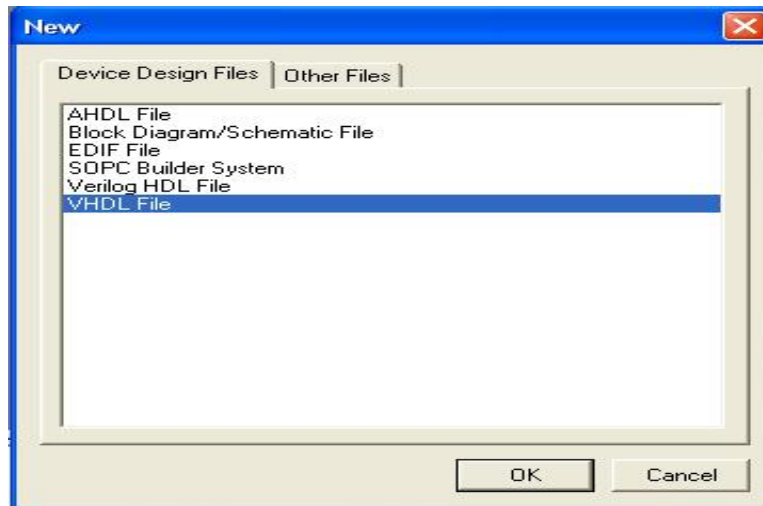 New
Device Design Files Other Files
AHDL File
Block Diagram/Schematic File
EDIF File
SOPC Builder System
Verilog HDL File
VHDL File
OK Cancel